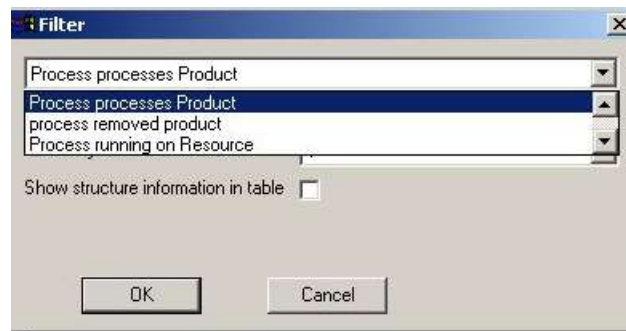 Filter
Process processes Product
Process processes Product
process removed product
Process running on Resource
Show structure information in table
OK
Cancel